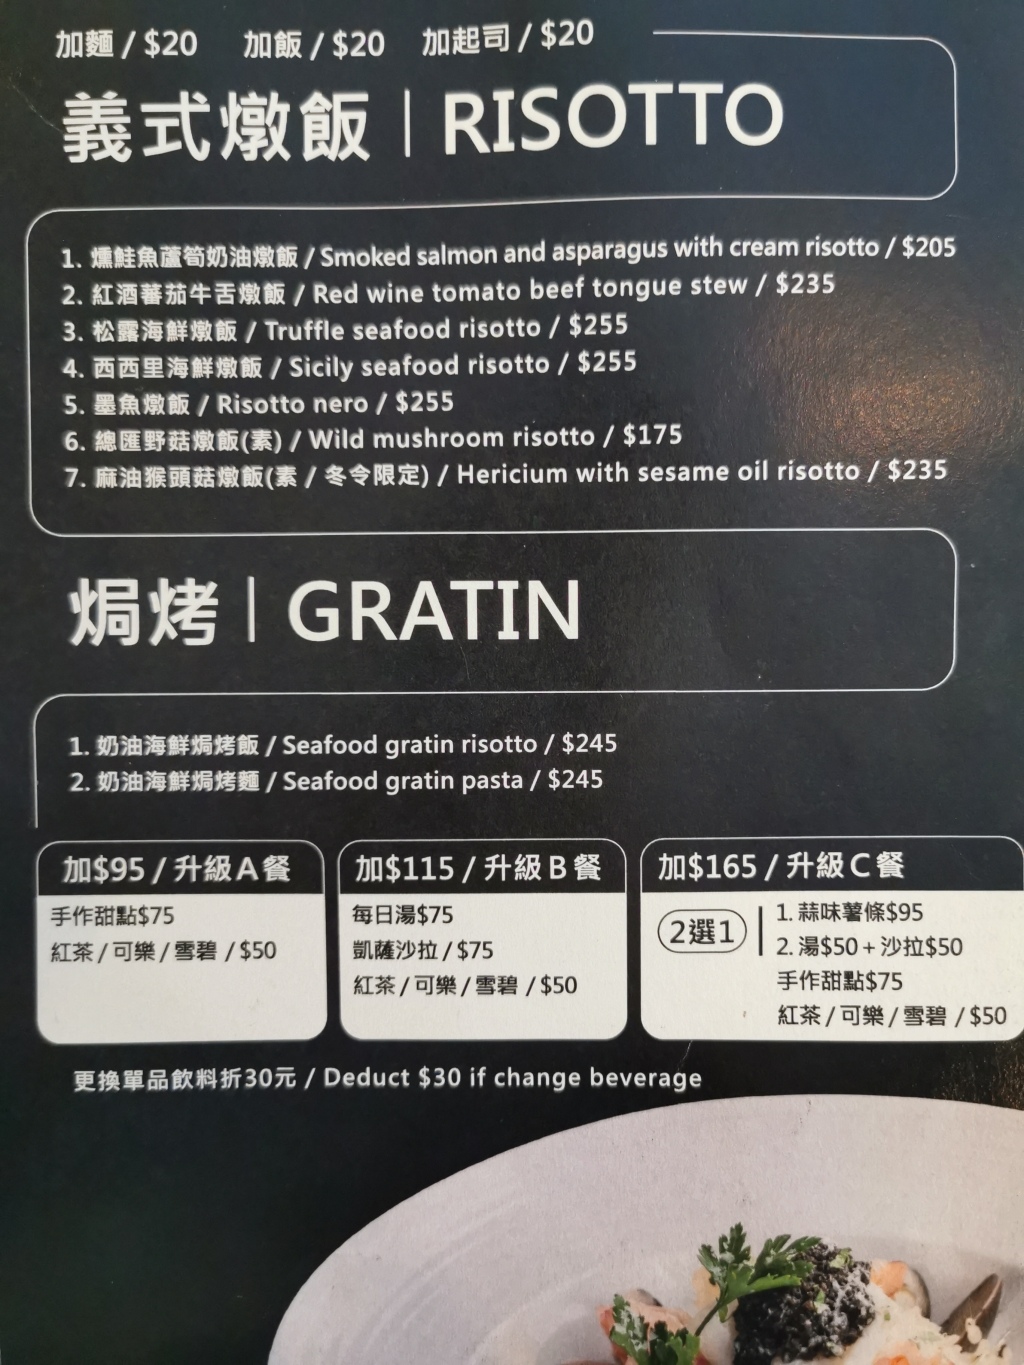 加麵 / $20 加飯 / $20 加起司 / $20
義式燉飯 | RISOTTO
1. 燻鮭魚蘆筍奶油燉飯 / Smoked salmon and asparagus with cream risotto / $205
2. 紅酒蕃茄牛舌燉飯 / Red wine tomato beef tongue stew / $235
3. 松露海鮮燉飯 / Truffle seafood risotto / $255
4. 西西里海鮮燉飯 / Sicily seafood risotto / $255
5. 墨魚燉飯 / Risotto nero / $255
6. 總匯野菇燉飯(素) / Wild mushroom risotto / $175
7. 麻油猴頭菇燉飯(素 / 冬令限定) / Hericium with sesame oil risotto / $235
焗烤 | GRATIN
1. 奶油海鮮焗烤飯 / Seafood gratin risotto / $245
2. 奶油海鮮焗烤麵 / Seafood gratin pasta / $245
加$95 / 升級A餐
手作甜點$75
紅茶 / 可樂 / 雪碧 / $50
加$115 / 升級B餐
每日湯$75
凱薩沙拉 / $75
紅茶 / 可樂 / 雪碧 / $50
加$165 / 升級C餐
2選1
1. 蒜味薯條$95
2. 湯$50 + 沙拉$50
手作甜點$75
紅茶 / 可樂 / 雪碧 / $50
更換單品飲料折30元 / Deduct $30 if change beverage